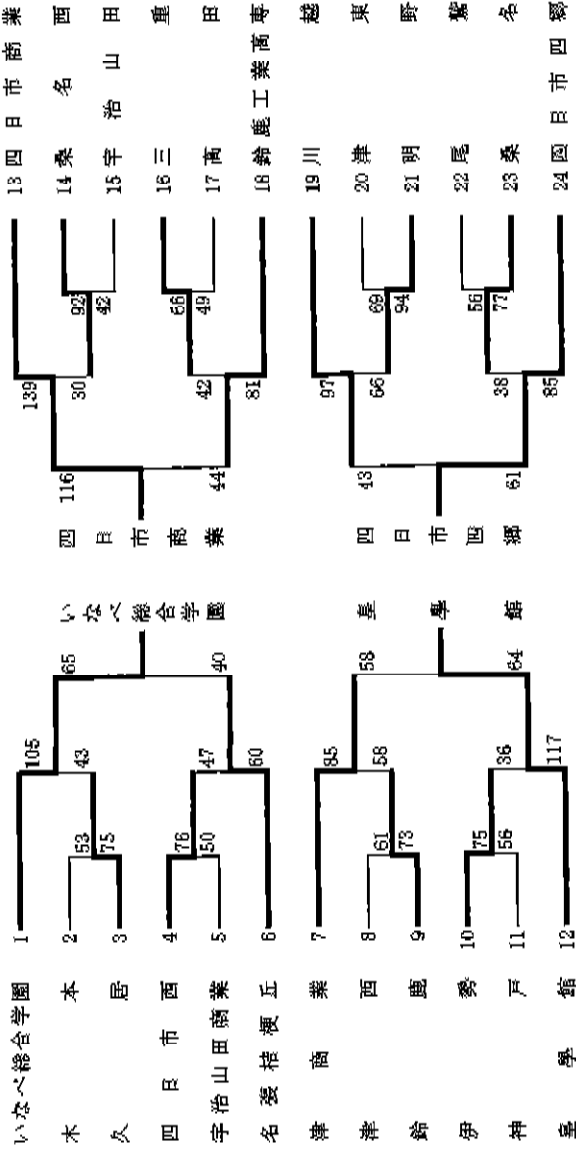 いなべ総合学園 1
木本 2
久居 3
四日市西 4
宇治山田商業 5
名張桔梗丘 6
津商業 7
津西 8
鈴鹿 9
伊勢 10
神戸 11
皇學館 12
105
43
53
75
65
76
50
47
60
40
85
58
61
73
58
75
56
36
117
64
いなべ総合学園
皇學館
四日市商業
四日市四郷
116
139
30
92
42
44
42
66
49
81
43
97
66
69
94
61
38
56
77
85
13 四日市商業
14 桑名西
15 宇治山田
16 三重
17 高田
18 鈴鹿工業高専
19 川越
20 津東
21 明野
22 尾鷲
23 桑名
24 四日市四郷